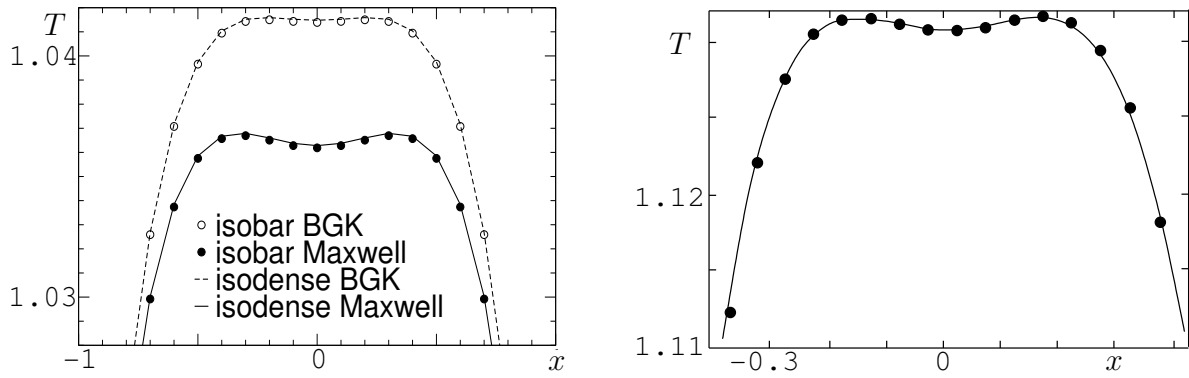 T
1.04
1.03
isobar BGK
isobar Maxwell
isodense BGK
isodense Maxwell
−1
0
x
T
1.12
1.11
−0.3
0
x